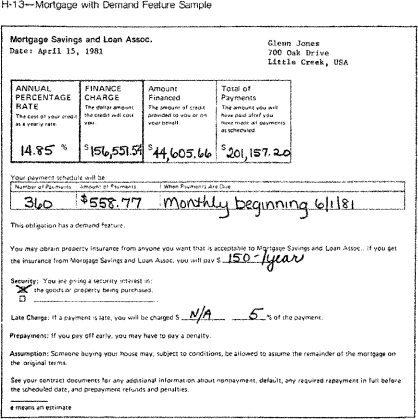 H-13—Mortgage with Demand Feature Sample
Mortgage Savings and Loan Assoc.
Date: April 15, 1981
Glenn Jones
700 Oak Drive
Little Creek, USA
ANNUAL PERCENTAGE RATE
The cost of your credit as a yearly rate.
14.85 %
FINANCE CHARGE
The dollar amount the credit will cost you.
$156,551.54
Amount Financed
The amount of credit provided to you or on your behalf.
$44,605.66
Total of Payments
The amount you will have paid after you have made all payments as scheduled.
$201,157.20
Your payment schedule will be:
Number of Payments Amount of Payments When Payments Are Due
360 $558.77 Monthly beginning 6/1/81
This obligation has a demand feature.
You may obtain property insurance from anyone you want that is acceptable to Mortgage Savings and Loan Assoc.. If you get
the insurance from Mortgage Savings and Loan Assoc. you will pay $ 150-/year
Security: You are giving a security interest in:
the goods or property being purchased.
Late Charge: If a payment is late, you will be charged $ N/A 5 % of the payment.
Prepayment: If you pay off early, you may have to pay a penalty.
Assumption: Someone buying your house may, subject to conditions, be allowed to assume the remainder of the mortgage on
the original terms.
See your contract documents for any additional information about nonpayment, default, any required repayment in full before
the scheduled date, and prepayment refunds and penalties.
e means an estimate